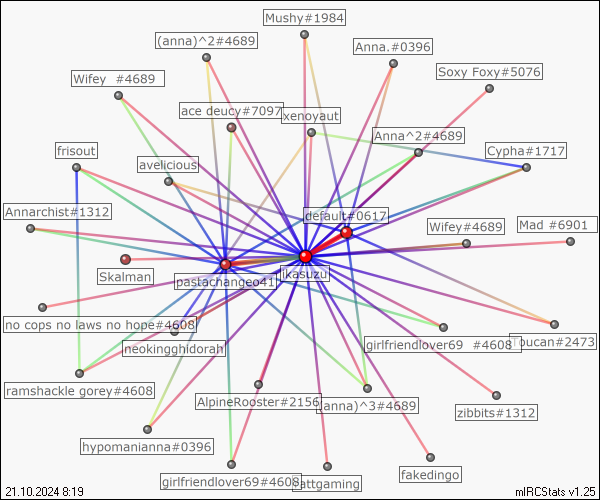 Mushy#1984
(anna)^2#4689
Anna.#0396
Soxy Foxy#5076
Wifey #4689
ace deucy#7097
xenoyaut
Anna^2#4689
frisout
Cypha#1717
avelicious
Annarchist#1312
default#0617
Wifey#4689
Mad #6901
Skalman
pastachangeo41
ikasuzu
no cops no laws no hope#4608
girlfriendlover69 #4608
Toucan#2473
neokingghidorah
ramshackle gorey#4608
AlpineRooster#2156
(anna)^3#4689
zibbits#1312
hypomanianna#0396
girlfriendlover69#4608
fattgaming
fakedingo
21.10.2024 8:19
mIRCStats v1.25